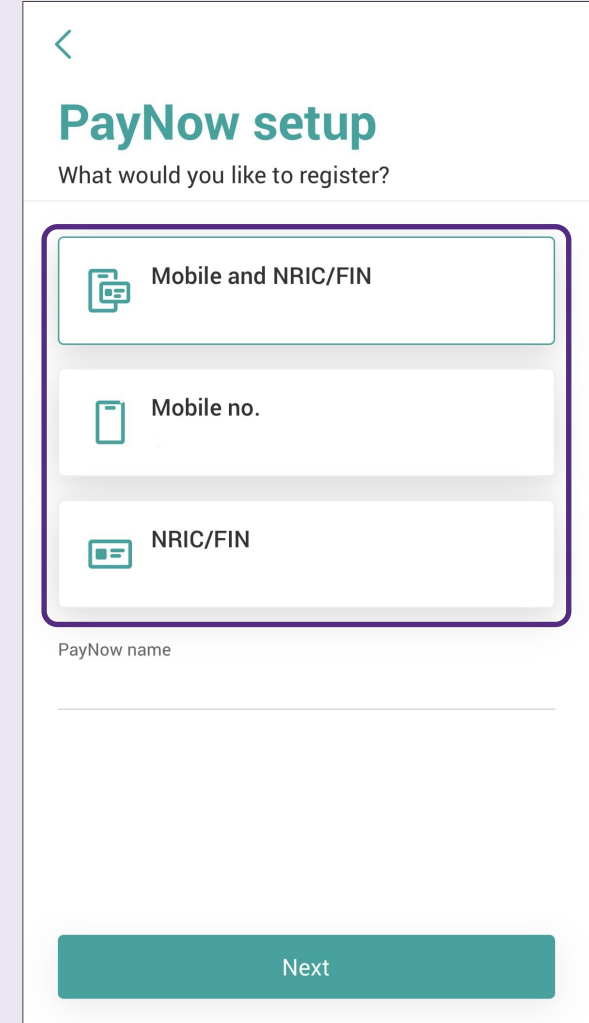 PayNow setup
What would you like to register?
Mobile and NRIC/FIN
Mobile no.
NRIC/FIN
PayNow name
Next